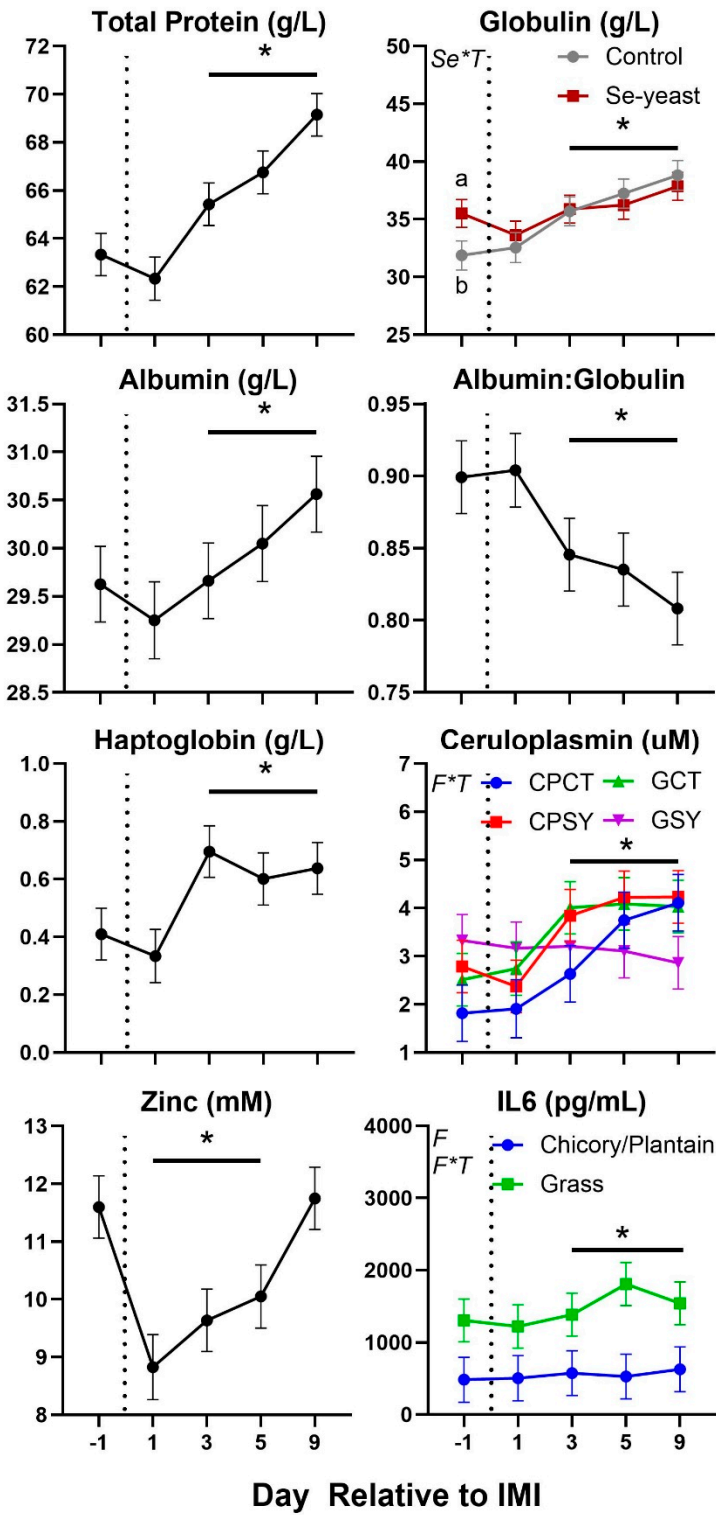 Total Protein (g/L)
72
70
68
66
64
62
60
*
Globulin (g/L)
50
45
40
35
30
25
Se*T
Control
Se-yeast
*
a
b
Albumin (g/L)
31.5
31.0
30.5
30.0
29.5
29.0
28.5
*
Albumin:Globulin
0.95
0.90
0.85
0.80
0.75
*
Haptoglobin (g/L)
1.0
0.8
0.6
0.4
0.2
0.0
*
Ceruloplasmin (uM)
7
6
5
4
3
2
1
F*T
CPCT
GCT
CPSY
GSY
*
Zinc (mM)
13
12
11
10
9
8
*
-1 1 3 5 9
IL6 (pg/mL)
4000
3000
2000
1000
0
F
F*T
Chicory/Plantain
Grass
*
-1 1 3 5 9
Day Relative to IMI